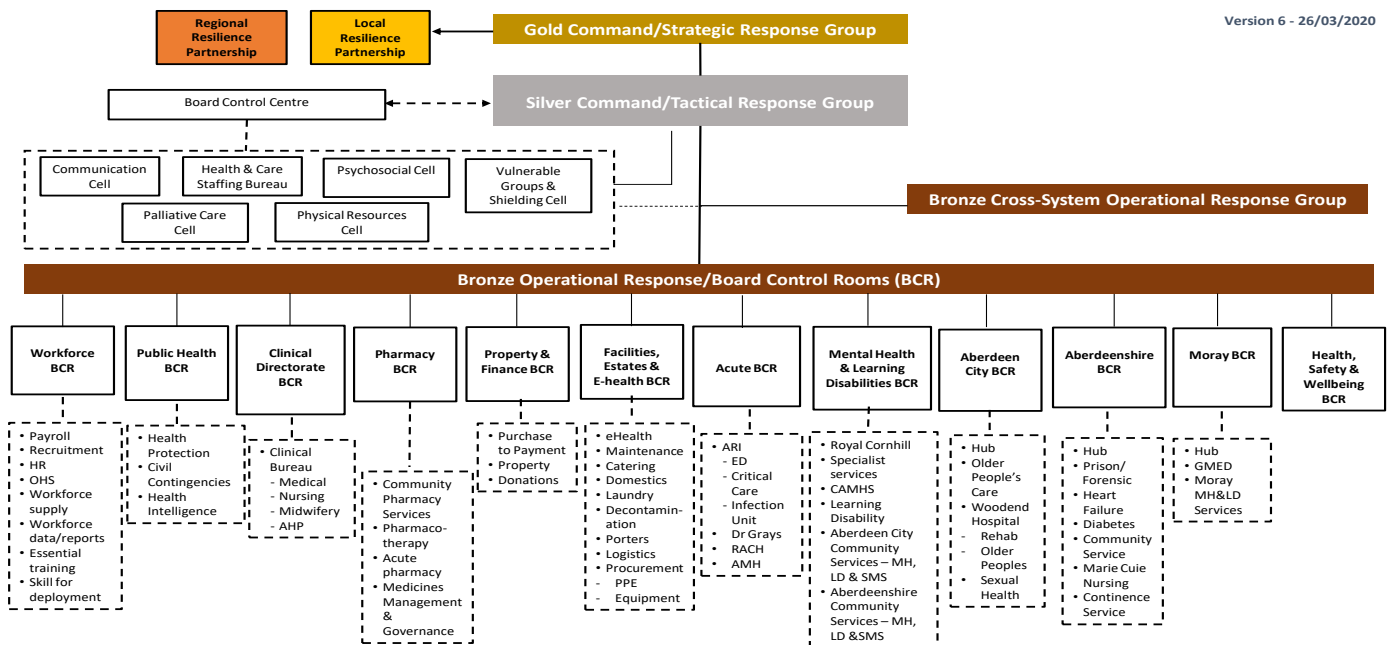 Regional
Resilience
Partnership
Local
Resilience
Partnership
Gold Command/Strategic Response Group
Version 6 - 26/03/2020
Board Control Centre
Silver Command/Tactical Response Group
Communication
Cell
Health & Care
Staffing Bureau
Psychosocial Cell
Vulnerable
Groups &
Shielding Cell
Palliative Care
Cell
Physical Resources
Cell
Bronze Cross-System Operational Response Group
Bronze Operational Response/Board Control Rooms (BCR)
Workforce
BCR
Public Health
BCR
Clinical
Directorate
BCR
Pharmacy
BCR
Property &
Finance BCR
Facilities,
Estates &
E-health BCR
Acute BCR
Mental Health
& Learning
Disabilities BCR
Aberdeen
City BCR
Aberdeenshire
BCR
Moray BCR
Health,
Safety &
Wellbeing
BCR
• Payroll
• Recruitment
• HR
• OHS
• Workforce
supply
• Workforce
data/reports
• Essential
training
• Skill for
deployment
• Health
Protection
• Civil
Contingencies
• Health
Intelligence
• Clinical
Bureau
- Medical
- Nursing
- Midwifery
- AHP
• Community
Pharmacy
Services
• Pharmaco-
therapy
• Acute
pharmacy
• Medicines
Management
&
Governance
• Purchase
to Payment
• Property
• Donations
• eHealth
• Maintenance
• Catering
• Domestics
• Laundry
• Decontamin-
ation
• Porters
• Logistics
• Procurement
- PPE
- Equipment
• ARI
- ED
- Critical
Care
- Infection
Unit
• Dr Grays
• RACH
• AMH
• Royal Cornhill
• Specialist
services
• CAMHS
• Learning
Disability
• Aberdeen City
Community
Services – MH,
LD & SMS
• Aberdeenshire
Community
Services – MH,
LD &SMS
• Hub
• Older
People’s
Care
• Woodend
Hospital
- Rehab
- Older
Peoples
• Sexual
Health
• Hub
• Prison/
Forensic
• Heart
Failure
• Diabetes
• Community
Service
• Marie Cuie
Nursing
• Continence
Service
• Hub
• GMED
• Moray
MH&LD
Services